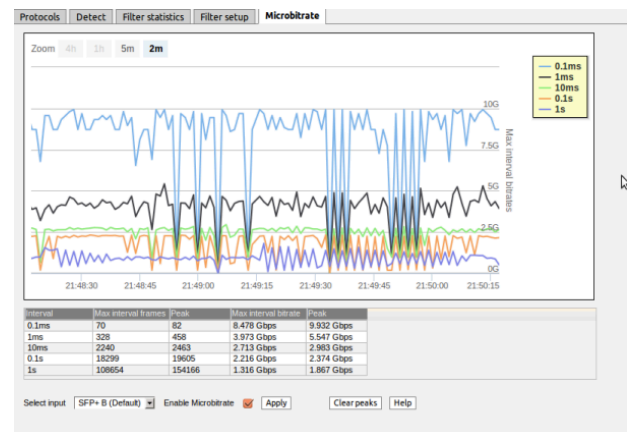 Protocols Detect Filter statistics Filter setup Microbitrate
Zoom 4h 1h 5m 2m
0.1ms
1ms
10ms
0.1s
1s
10G
7.5G
5G
2.5G
0G
Max interval bitrates
21:48:30 21:48:45 21:49:00 21:49:15 21:49:30 21:49:45 21:50:00 21:50:15
Interval Max interval frames Peak Max interval bitrate Peak
0.1ms 70 82 8.478 Gbps 9.932 Gbps
1ms 328 458 3.973 Gbps 5.547 Gbps
10ms 2240 2463 2.713 Gbps 2.983 Gbps
0.1s 18299 19605 2.216 Gbps 2.374 Gbps
1s 108654 154166 1.316 Gbps 1.867 Gbps
Select input SFP+ B (Default) Enable Microbitrate Apply Clear peaks Help